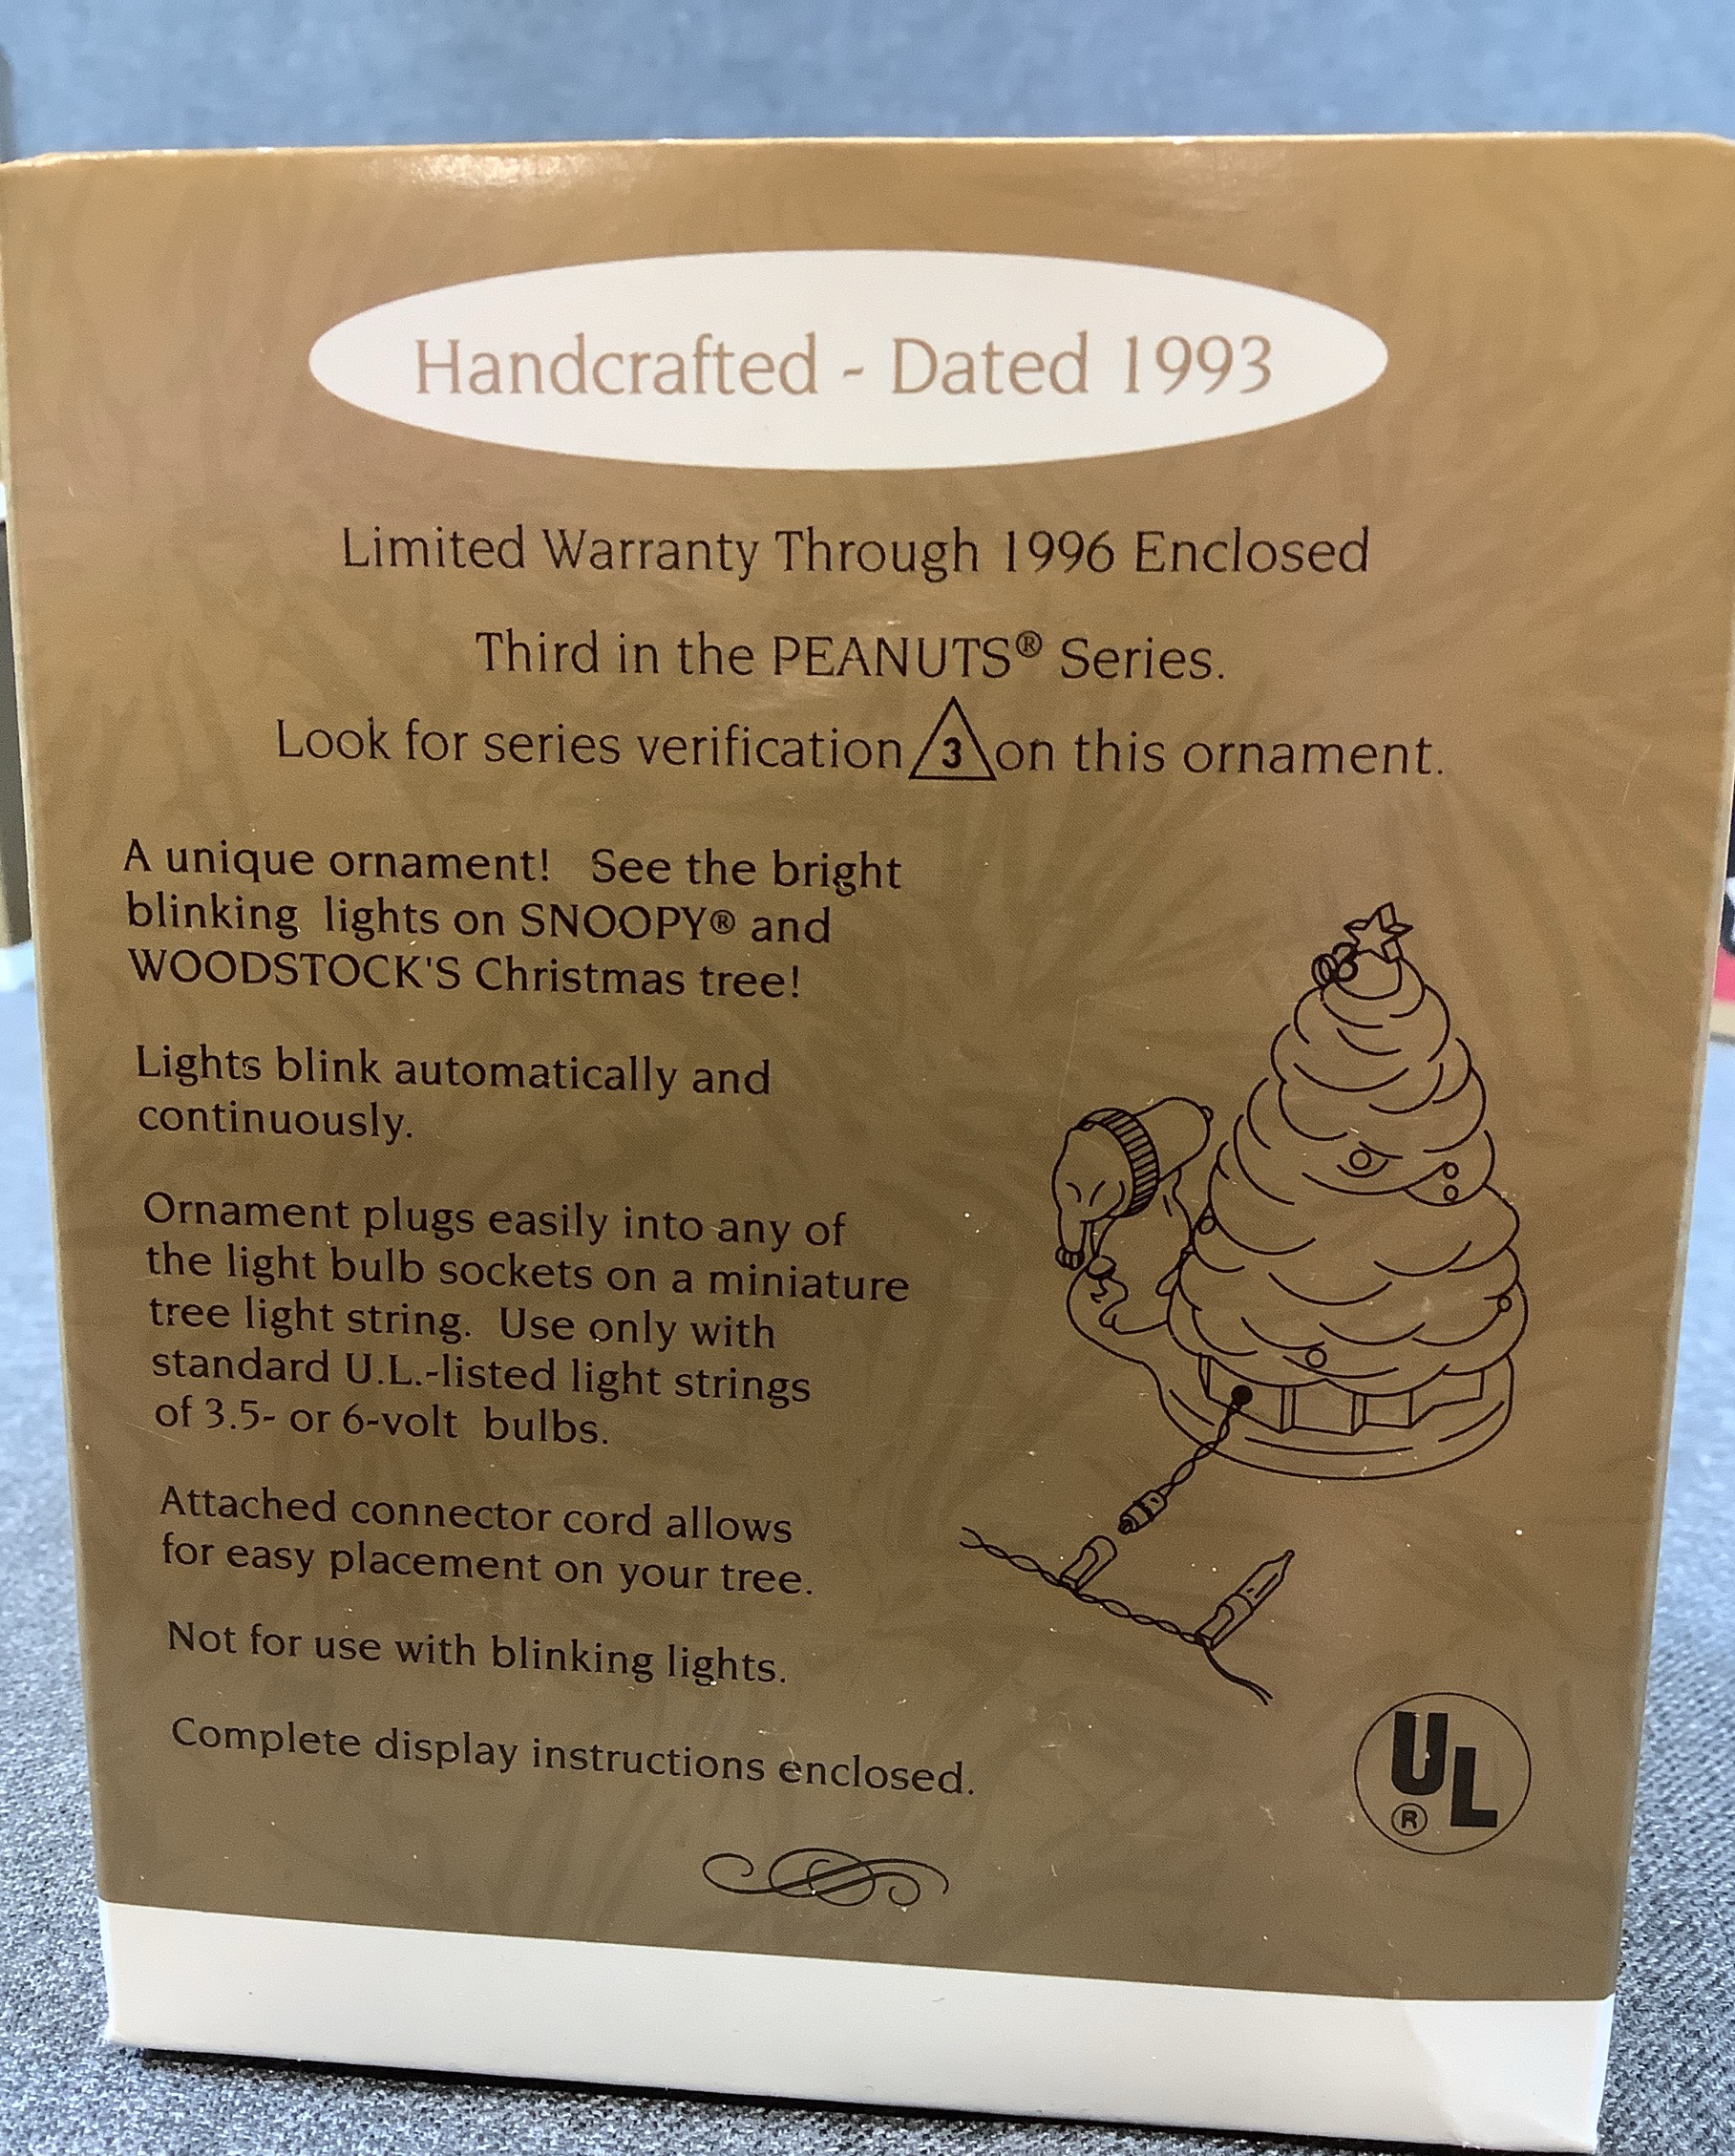 Handcrafted - Dated 1993
Limited Warranty Through 1996 Enclosed
Third in the PEANUTS® Series.
Look for series verification 3 on this ornament.
A unique ornament! See the bright
blinking lights on SNOOPY® and
WOODSTOCK'S Christmas tree!
Lights blink automatically and
continuously.
Ornament plugs easily into any of
the light bulb sockets on a miniature
tree light string. Use only with
standard U.L.-listed light strings
of 3.5- or 6-volt bulbs.
Attached connector cord allows
for easy placement on your tree.
Not for use with blinking lights.
Complete display instructions enclosed.
UL
®